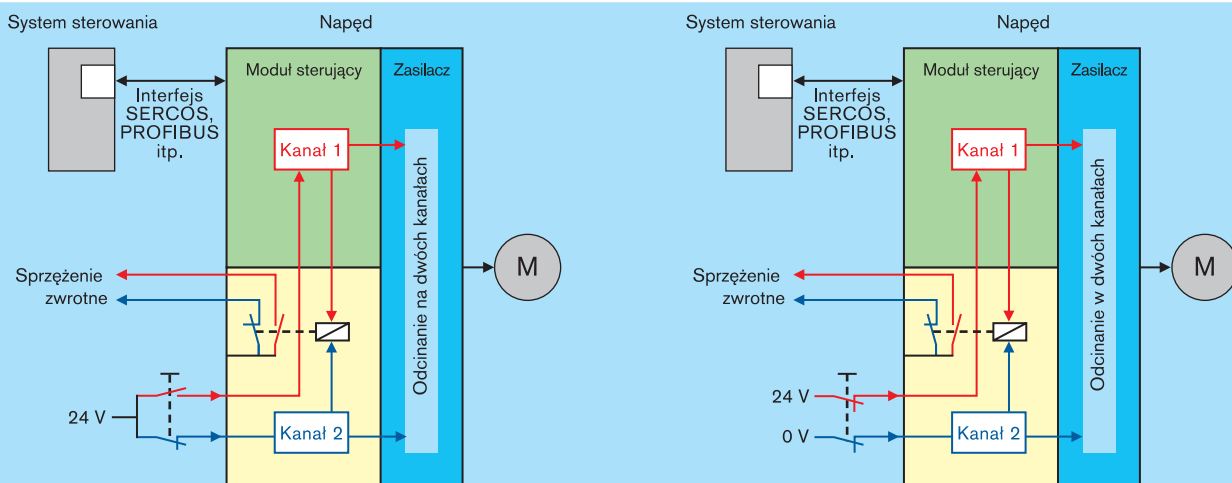 System sterowania
Napęd
Moduł sterujący
Zasilacz
Interfejs
SERCOS,
PROFIBUS
itp.
Kanał 1
Odcinanie na dwóch kanałach
M
Sprzężenie
zwrotne
24 V
Kanał 2
System sterowania
Napęd
Moduł sterujący
Zasilacz
Interfejs
SERCOS,
PROFIBUS
itp.
Kanał 1
Odcinanie w dwóch kanałach
M
Sprzężenie
zwrotne
24 V
0 V
Kanał 2